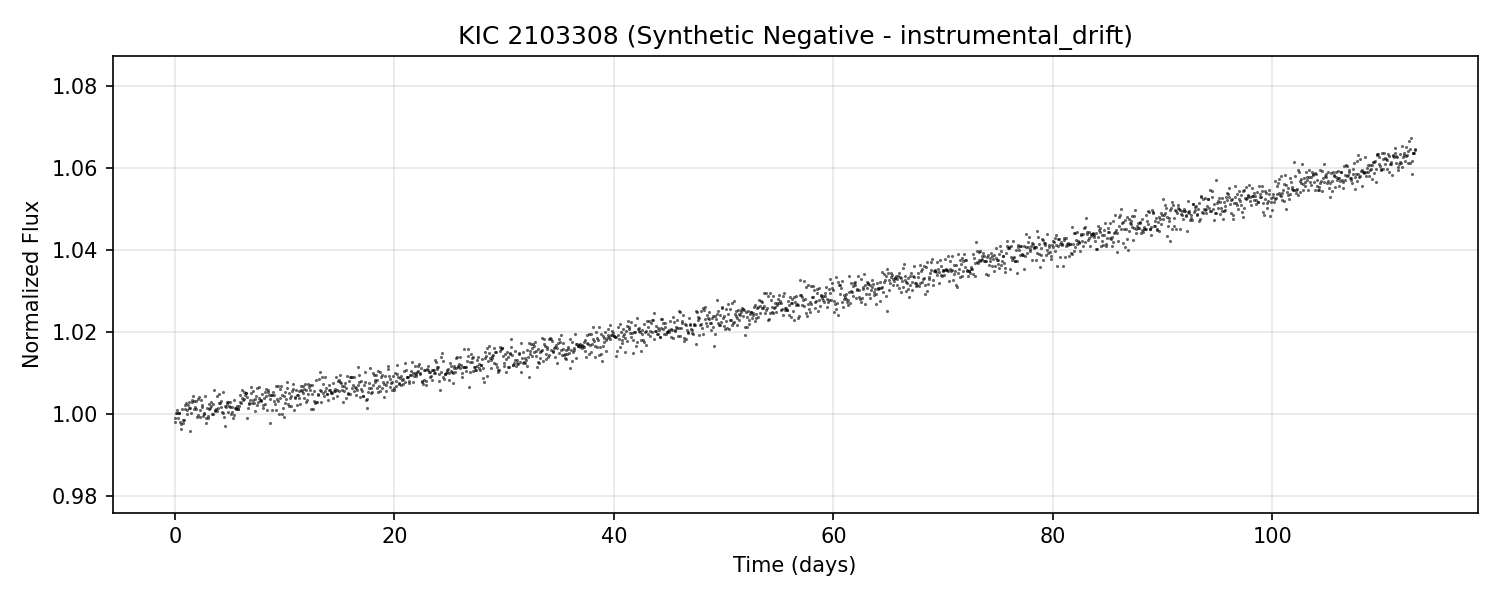 KIC 2103308 (Synthetic Negative - instrumental_drift)
1.08
1.06
1.04
1.02
1.00
0.98
Normalized Flux
0 20 40 60 80 100
Time (days)